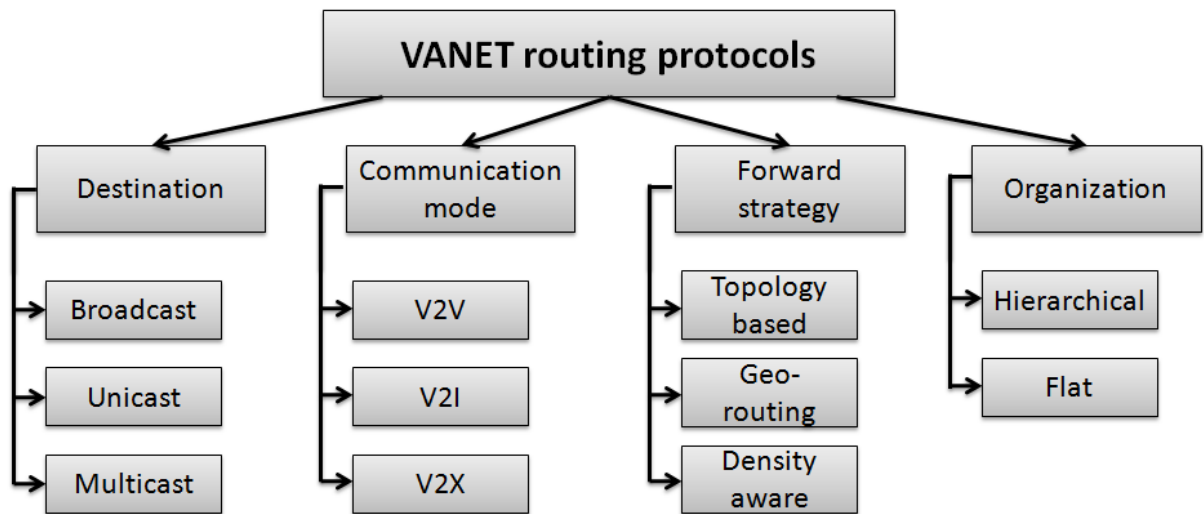 VANET routing protocols
Destination
Broadcast
Unicast
Multicast
Communication
mode
V2V
V2I
V2X
Forward
strategy
Topology
based
Geo-
routing
Density
aware
Organization
Hierarchical
Flat